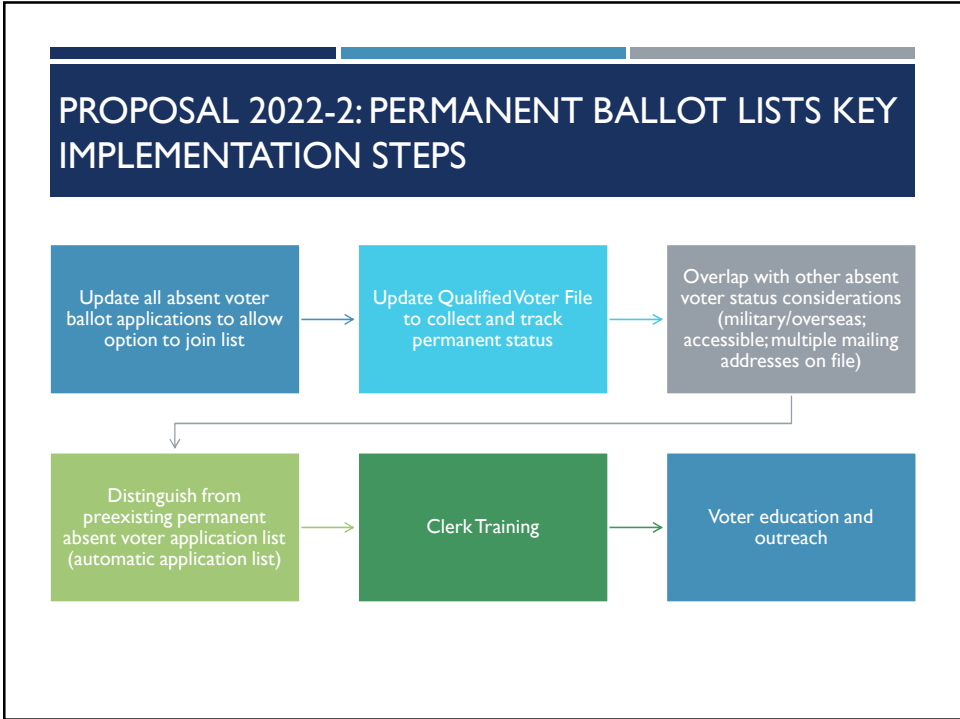 PROPOSAL 2022-2: PERMANENT BALLOT LISTS KEY
IMPLEMENTATION STEPS
Update all absent voter
ballot applications to allow
option to join list
Update Qualified Voter File
to collect and track
permanent status
Overlap with other absent
voter status considerations
(military/overseas;
accessible; multiple mailing
addresses on file)
Distinguish from
preexisting permanent
absent voter application list
(automatic application list)
Clerk Training
Voter education and
outreach